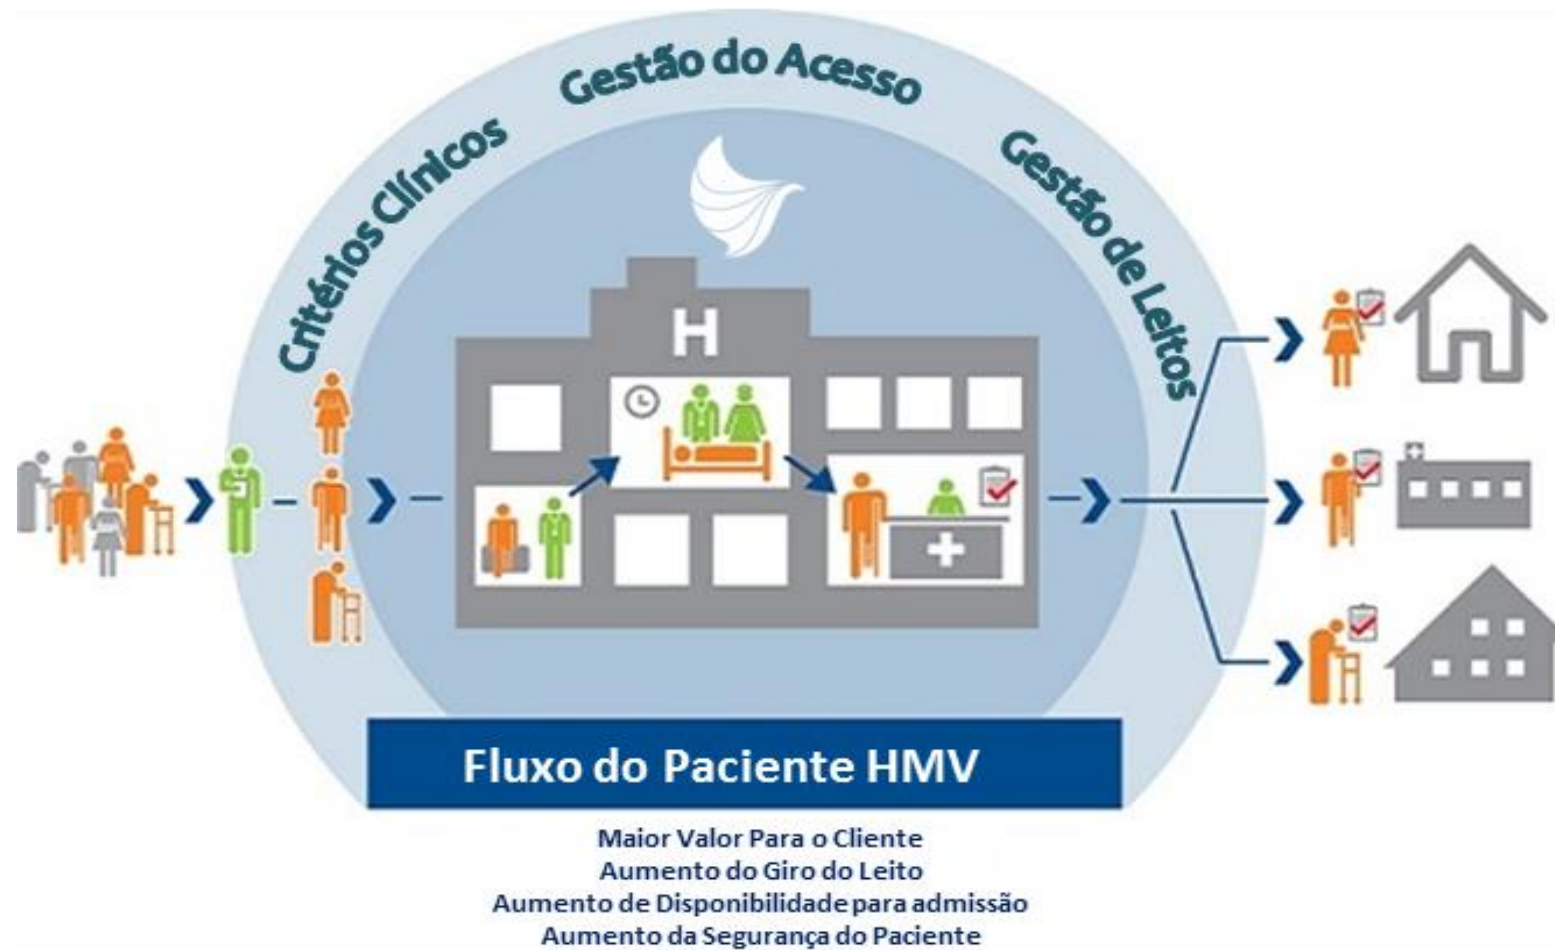 Gestão do Acesso
Critérios Clínicos
Gestão de Leitos
H
Fluxo do Paciente HMV
Maior Valor Para o Cliente
Aumento do Giro do Leito
Aumento de Disponibilidade para admissão
Aumento da Segurança do Paciente